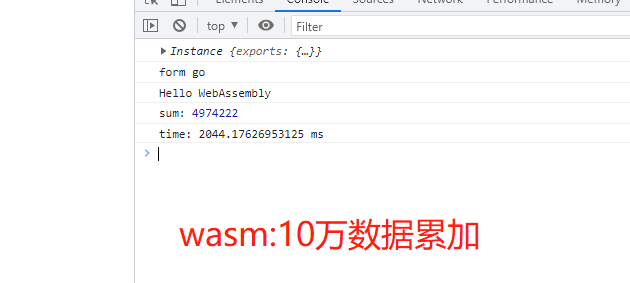 Elements Console Sources Network Performance Memory
top Filter
Instance {exports: {…}}
form go
Hello WebAssembly
sum: 4974222
time: 2044.17626953125 ms
wasm:10万数据累加